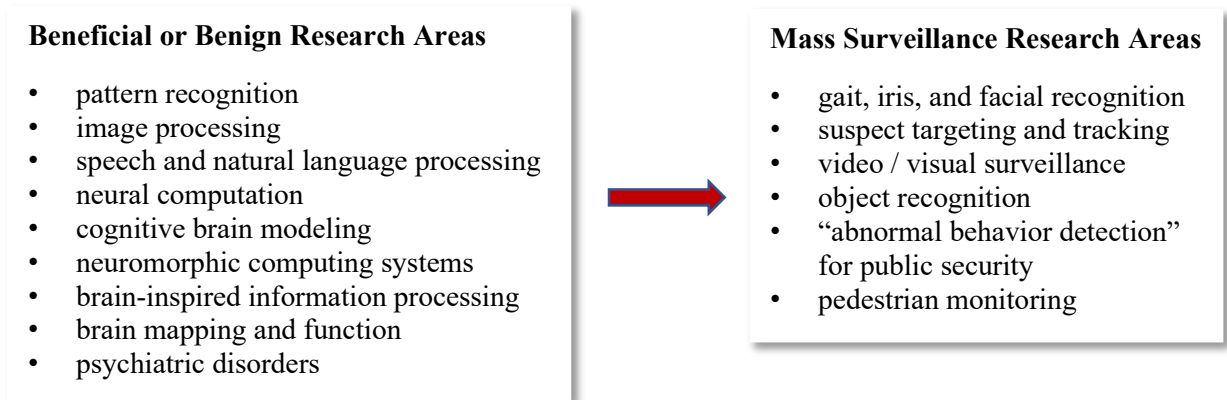 Beneficial or Benign Research Areas
• pattern recognition
• image processing
• speech and natural language processing
• neural computation
• cognitive brain modeling
• neuromorphic computing systems
• brain-inspired information processing
• brain mapping and function
• psychiatric disorders
Mass Surveillance Research Areas
• gait, iris, and facial recognition
• suspect targeting and tracking
• video / visual surveillance
• object recognition
• “abnormal behavior detection”
for public security
• pedestrian monitoring